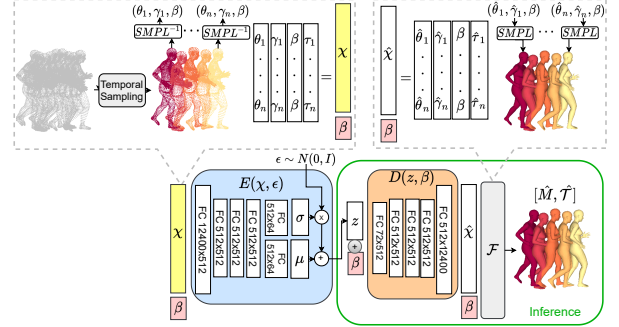 (θ₁, γ₁, β) (θₙ, γₙ, β)
SMPL⁻¹ ··· SMPL⁻¹
Temporal
Sampling
θ₁ γ₁ β τ₁
θₙ γₙ β τₙ
=
χ
β
χ̂
β
=
θ̂₁ γ̂₁ β τ̂₁
θ̂ₙ γ̂ₙ β τ̂ₙ
(θ̂₁, γ̂₁, β) (θ̂ₙ, γ̂ₙ, β)
SMPL ··· SMPL
ϵ ∼ N(0, I)
E(χ, ϵ)
χ
β
FC 12400x512
FC 512x512
FC 512x512
FC 512x512
FC 512x64
FC 512x64
σ
μ
x
+
z
+
β
D(z, β)
FC 72x512
FC 512x512
FC 512x512
FC 512x512
FC 512x12400
χ̂
β
F
[M̂, T̂]
Inference